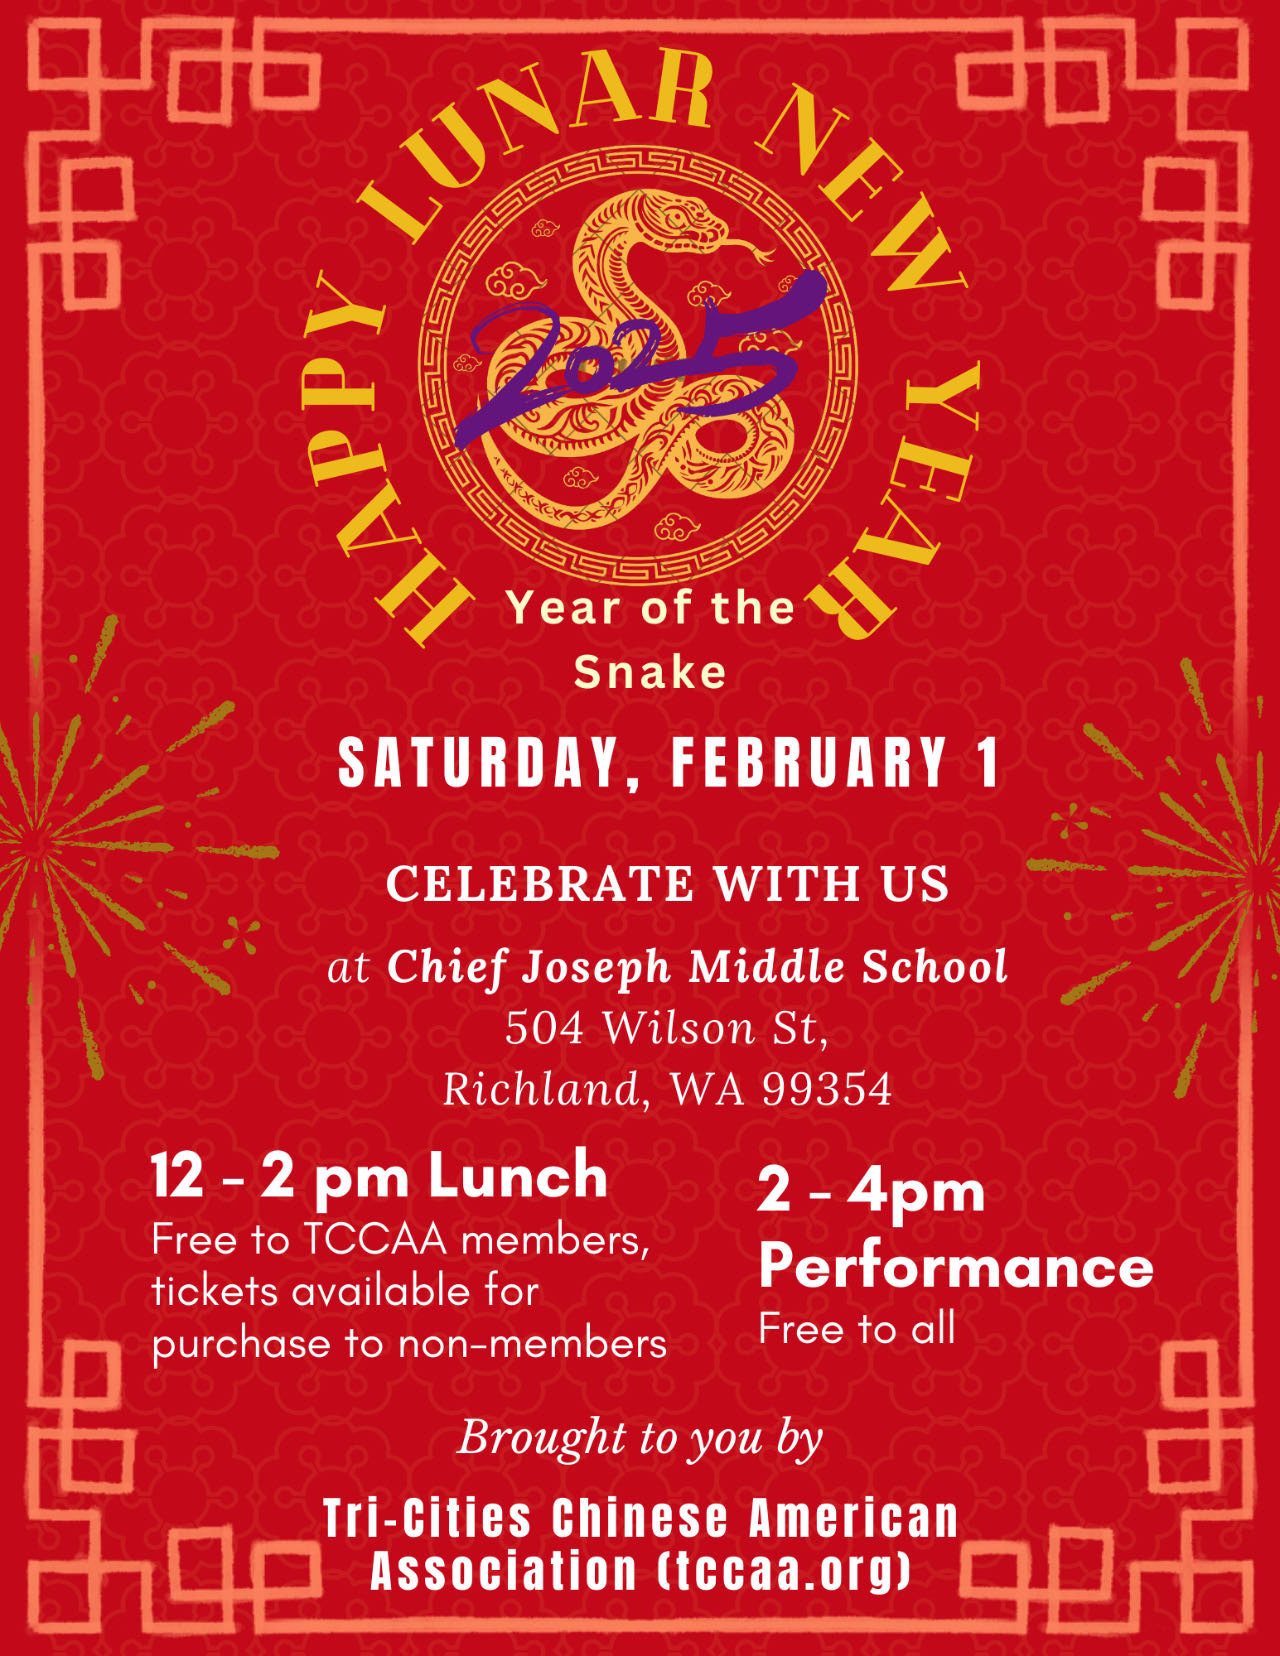 HAPPY LUNAR NEW YEAR
2025
Year of the
Snake
SATURDAY, FEBRUARY 1
CELEBRATE WITH US
at Chief Joseph Middle School
504 Wilson St,
Richland, WA 99354
12 - 2 pm Lunch
Free to TCCAA members,
tickets available for
purchase to non-members
2 - 4pm
Performance
Free to all
Brought to you by
Tri-Cities Chinese American
Association (tccaa.org)